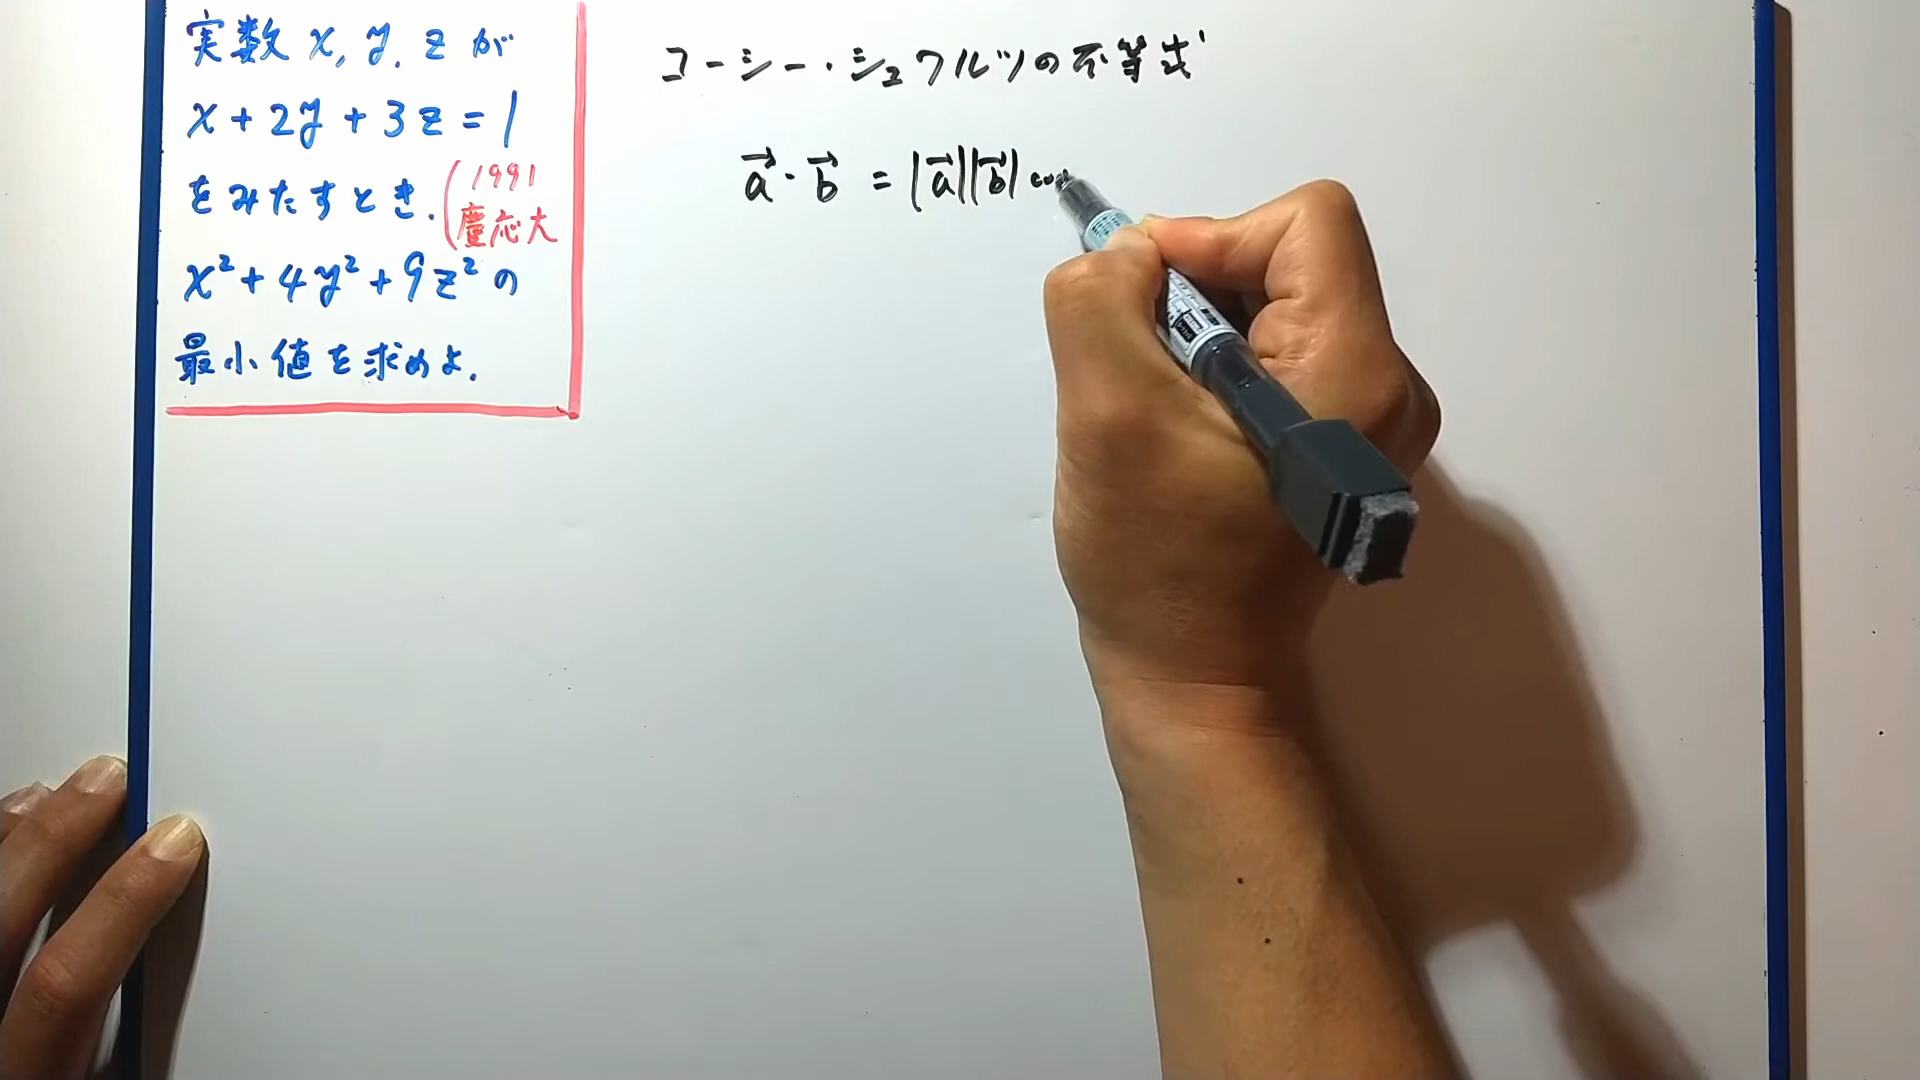 実数 x, y, z が
x + 2y + 3z = 1
をみたすとき.
(1991
慶応大
x² + 4y² + 9z² の
最小値を求めよ.
コーシー・シュワルツの不等式
a⃗・b⃗ = |a⃗||b⃗| cos